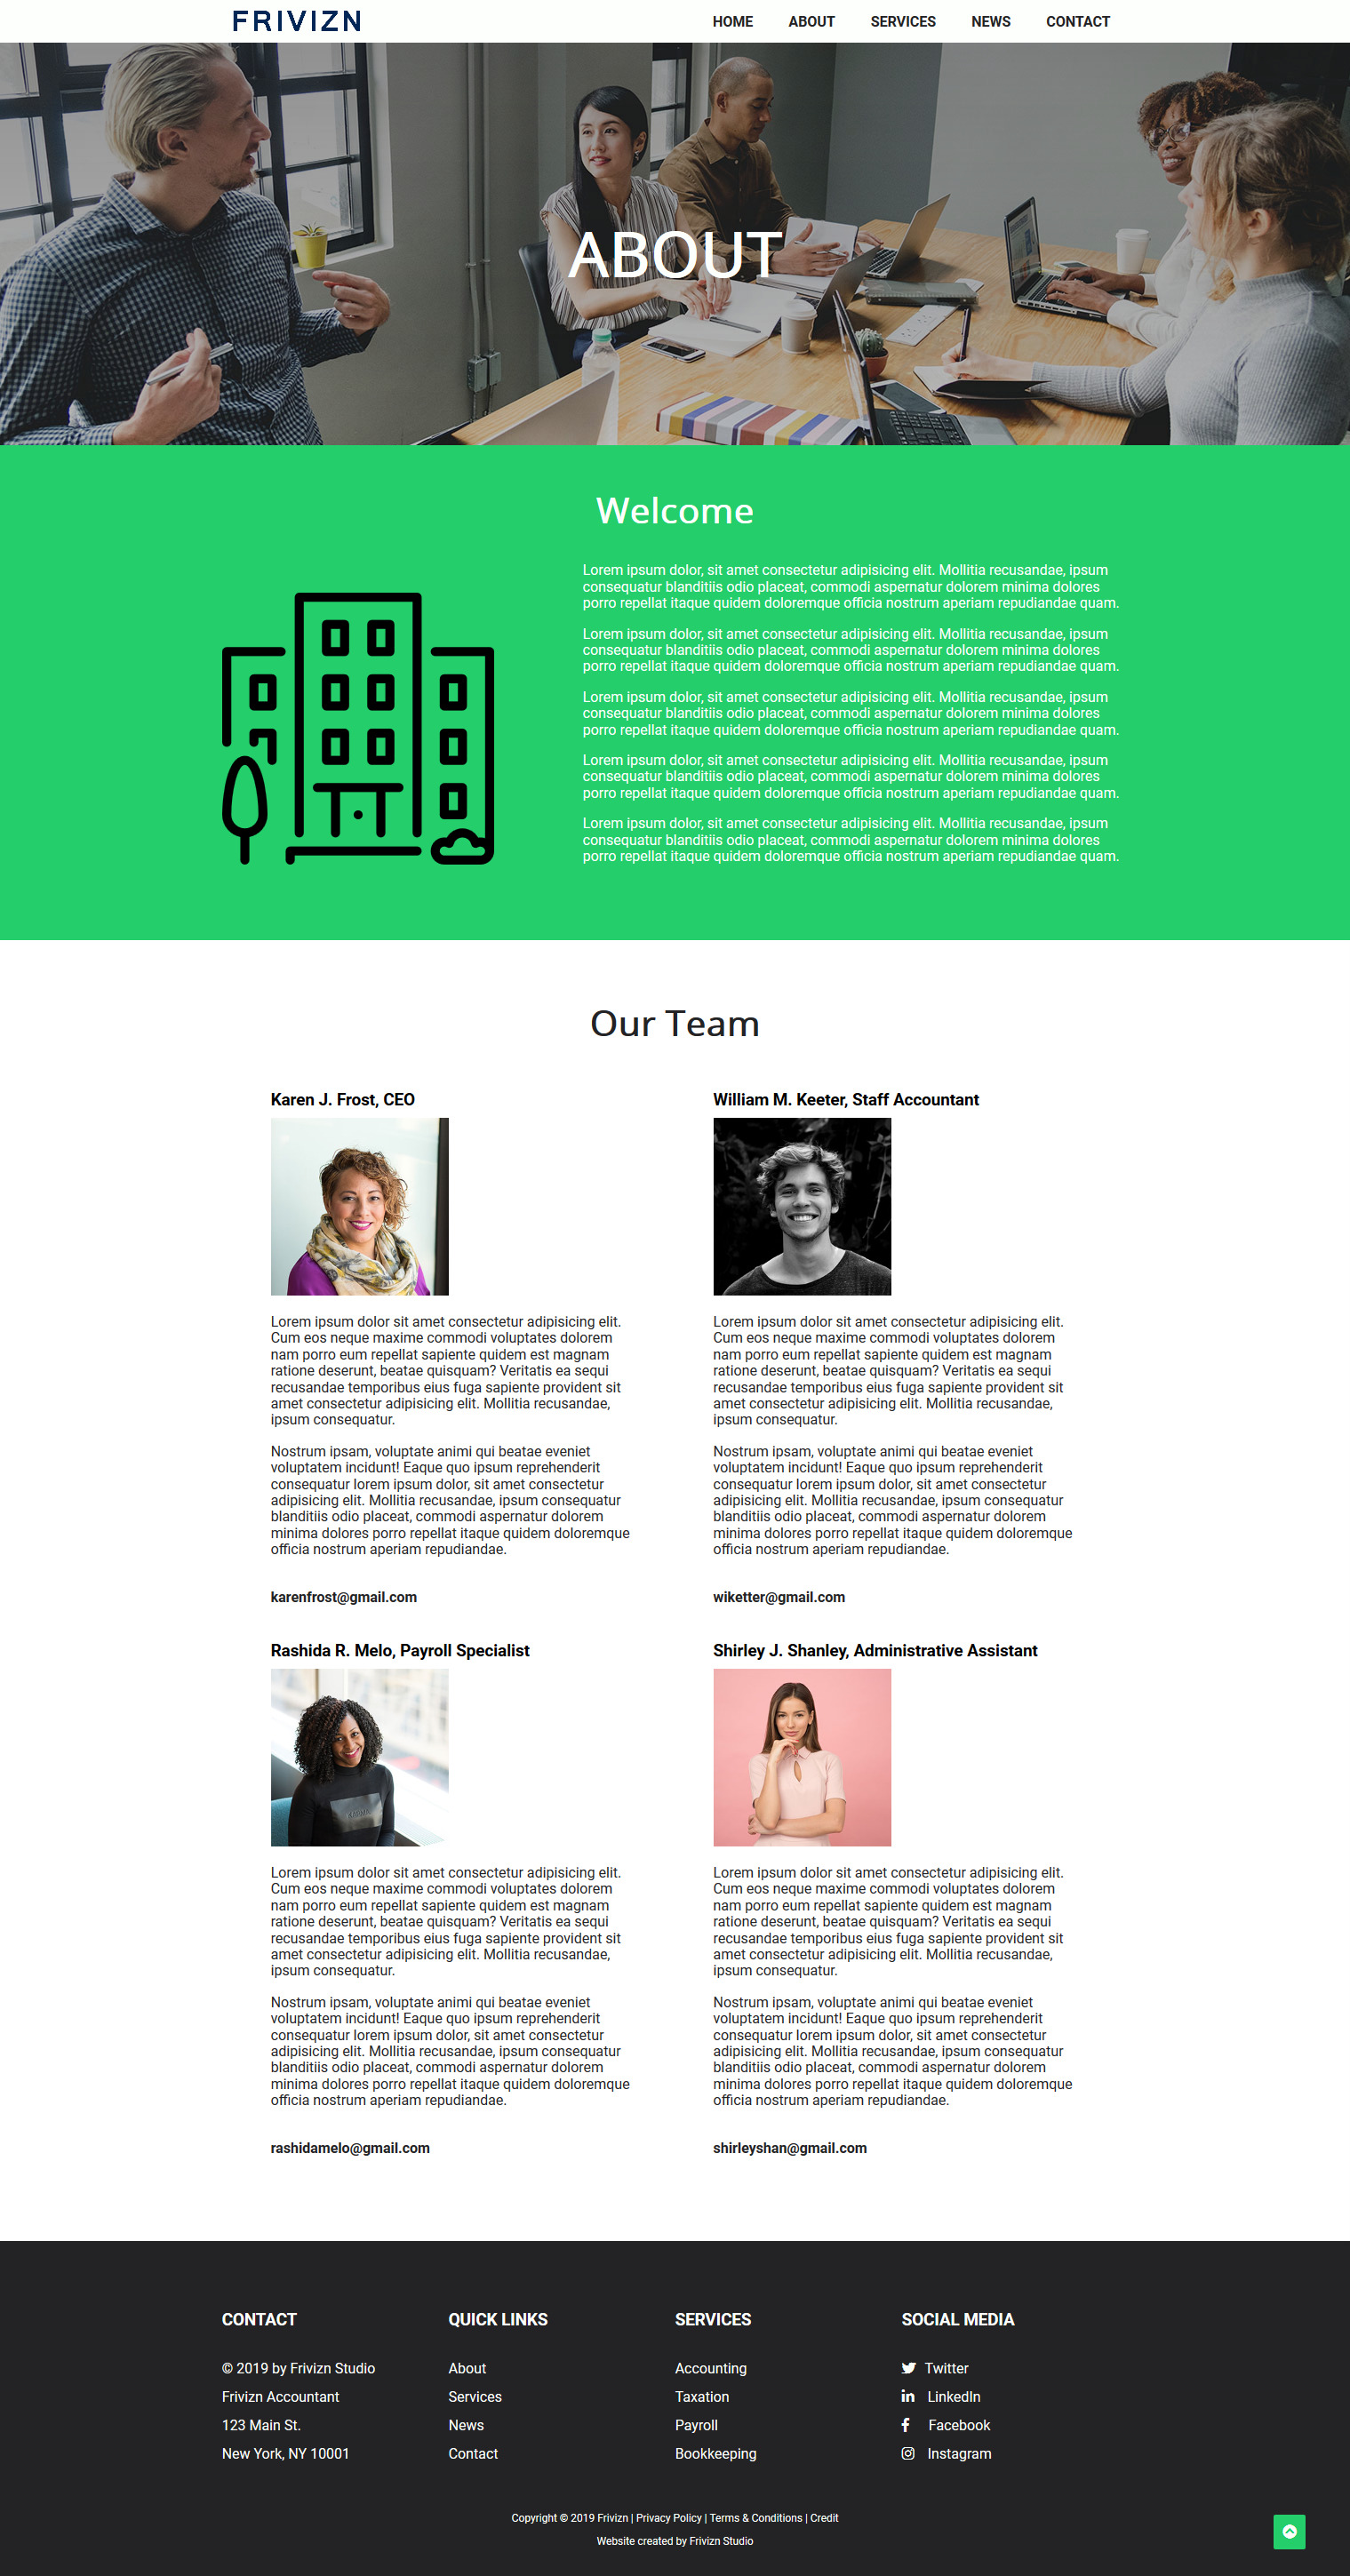 FRIVIZN
HOME ABOUT SERVICES NEWS CONTACT
ABOUT
Welcome
Lorem ipsum dolor, sit amet consectetur adipisicing elit. Mollitia recusandae, ipsum
consequatur blanditiis odio placeat, commodi aspernatur dolorem minima dolores
porro repellat itaque quidem doloremque officia nostrum aperiam repudiandae quam.
Lorem ipsum dolor, sit amet consectetur adipisicing elit. Mollitia recusandae, ipsum
consequatur blanditiis odio placeat, commodi aspernatur dolorem minima dolores
porro repellat itaque quidem doloremque officia nostrum aperiam repudiandae quam.
Lorem ipsum dolor, sit amet consectetur adipisicing elit. Mollitia recusandae, ipsum
consequatur blanditiis odio placeat, commodi aspernatur dolorem minima dolores
porro repellat itaque quidem doloremque officia nostrum aperiam repudiandae quam.
Lorem ipsum dolor, sit amet consectetur adipisicing elit. Mollitia recusandae, ipsum
consequatur blanditiis odio placeat, commodi aspernatur dolorem minima dolores
porro repellat itaque quidem doloremque officia nostrum aperiam repudiandae quam.
Lorem ipsum dolor, sit amet consectetur adipisicing elit. Mollitia recusandae, ipsum
consequatur blanditiis odio placeat, commodi aspernatur dolorem minima dolores
porro repellat itaque quidem doloremque officia nostrum aperiam repudiandae quam.
Our Team
Karen J. Frost, CEO
Lorem ipsum dolor sit amet consectetur adipisicing elit.
Cum eos neque maxime commodi voluptates dolorem
nam porro eum repellat sapiente quidem est magnam
ratione deserunt, beatae quisquam? Veritatis ea sequi
recusandae temporibus eius fuga sapiente provident sit
amet consectetur adipisicing elit. Mollitia recusandae,
ipsum consequatur.
Nostrum ipsam, voluptate animi qui beatae eveniet
voluptatem incidunt! Eaque quo ipsum reprehenderit
consequatur lorem ipsum dolor, sit amet consectetur
adipisicing elit. Mollitia recusandae, ipsum consequatur
blanditiis odio placeat, commodi aspernatur dolorem
minima dolores porro repellat itaque quidem doloremque
officia nostrum aperiam repudiandae.
karenfrost@gmail.com
William M. Keeter, Staff Accountant
Lorem ipsum dolor sit amet consectetur adipisicing elit.
Cum eos neque maxime commodi voluptates dolorem
nam porro eum repellat sapiente quidem est magnam
ratione deserunt, beatae quisquam? Veritatis ea sequi
recusandae temporibus eius fuga sapiente provident sit
amet consectetur adipisicing elit. Mollitia recusandae,
ipsum consequatur.
Nostrum ipsam, voluptate animi qui beatae eveniet
voluptatem incidunt! Eaque quo ipsum reprehenderit
consequatur lorem ipsum dolor, sit amet consectetur
adipisicing elit. Mollitia recusandae, ipsum consequatur
blanditiis odio placeat, commodi aspernatur dolorem
minima dolores porro repellat itaque quidem doloremque
officia nostrum aperiam repudiandae.
wiketter@gmail.com
Rashida R. Melo, Payroll Specialist
Lorem ipsum dolor sit amet consectetur adipisicing elit.
Cum eos neque maxime commodi voluptates dolorem
nam porro eum repellat sapiente quidem est magnam
ratione deserunt, beatae quisquam? Veritatis ea sequi
recusandae temporibus eius fuga sapiente provident sit
amet consectetur adipisicing elit. Mollitia recusandae,
ipsum consequatur.
Nostrum ipsam, voluptate animi qui beatae eveniet
voluptatem incidunt! Eaque quo ipsum reprehenderit
consequatur lorem ipsum dolor, sit amet consectetur
adipisicing elit. Mollitia recusandae, ipsum consequatur
blanditiis odio placeat, commodi aspernatur dolorem
minima dolores porro repellat itaque quidem doloremque
officia nostrum aperiam repudiandae.
rashidamelo@gmail.com
Shirley J. Shanley, Administrative Assistant
Lorem ipsum dolor sit amet consectetur adipisicing elit.
Cum eos neque maxime commodi voluptates dolorem
nam porro eum repellat sapiente quidem est magnam
ratione deserunt, beatae quisquam? Veritatis ea sequi
recusandae temporibus eius fuga sapiente provident sit
amet consectetur adipisicing elit. Mollitia recusandae,
ipsum consequatur.
Nostrum ipsam, voluptate animi qui beatae eveniet
voluptatem incidunt! Eaque quo ipsum reprehenderit
consequatur lorem ipsum dolor, sit amet consectetur
adipisicing elit. Mollitia recusandae, ipsum consequatur
blanditiis odio placeat, commodi aspernatur dolorem
minima dolores porro repellat itaque quidem doloremque
officia nostrum aperiam repudiandae.
shirleyshan@gmail.com
CONTACT
© 2019 by Frivizn Studio
Frivizn Accountant
123 Main St.
New York, NY 10001
QUICK LINKS
About
Services
News
Contact
SERVICES
Accounting
Taxation
Payroll
Bookkeeping
SOCIAL MEDIA
Twitter
LinkedIn
Facebook
Instagram
Copyright © 2019 Frivizn | Privacy Policy | Terms & Conditions | Credit
Website created by Frivizn Studio